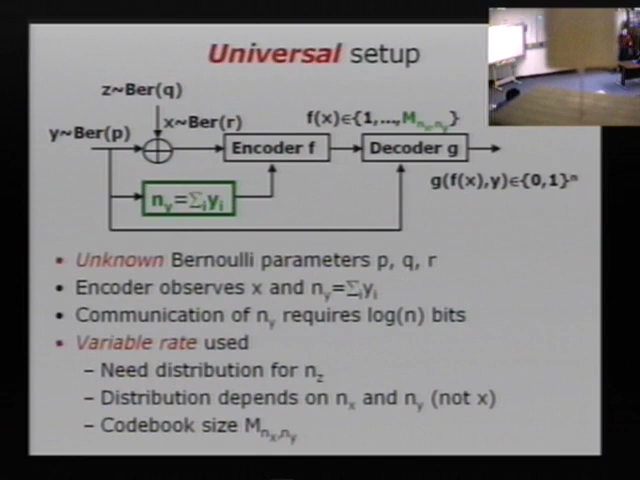 Universal setup
z~Ber(q)
y~Ber(p)
x~Ber(r)
f(x)∈{1,...,M_{n_x,n_y}}
Encoder f
Decoder g
g(f(x),y)∈{0,1}ⁿ
n_y=Σ_i y_i
• Unknown Bernoulli parameters p, q, r
• Encoder observes x and n_y=Σ_i y_i
• Communication of n_y requires log(n) bits
• Variable rate used
– Need distribution for n_z
– Distribution depends on n_x and n_y (not x)
– Codebook size M_{n_x,n_y}